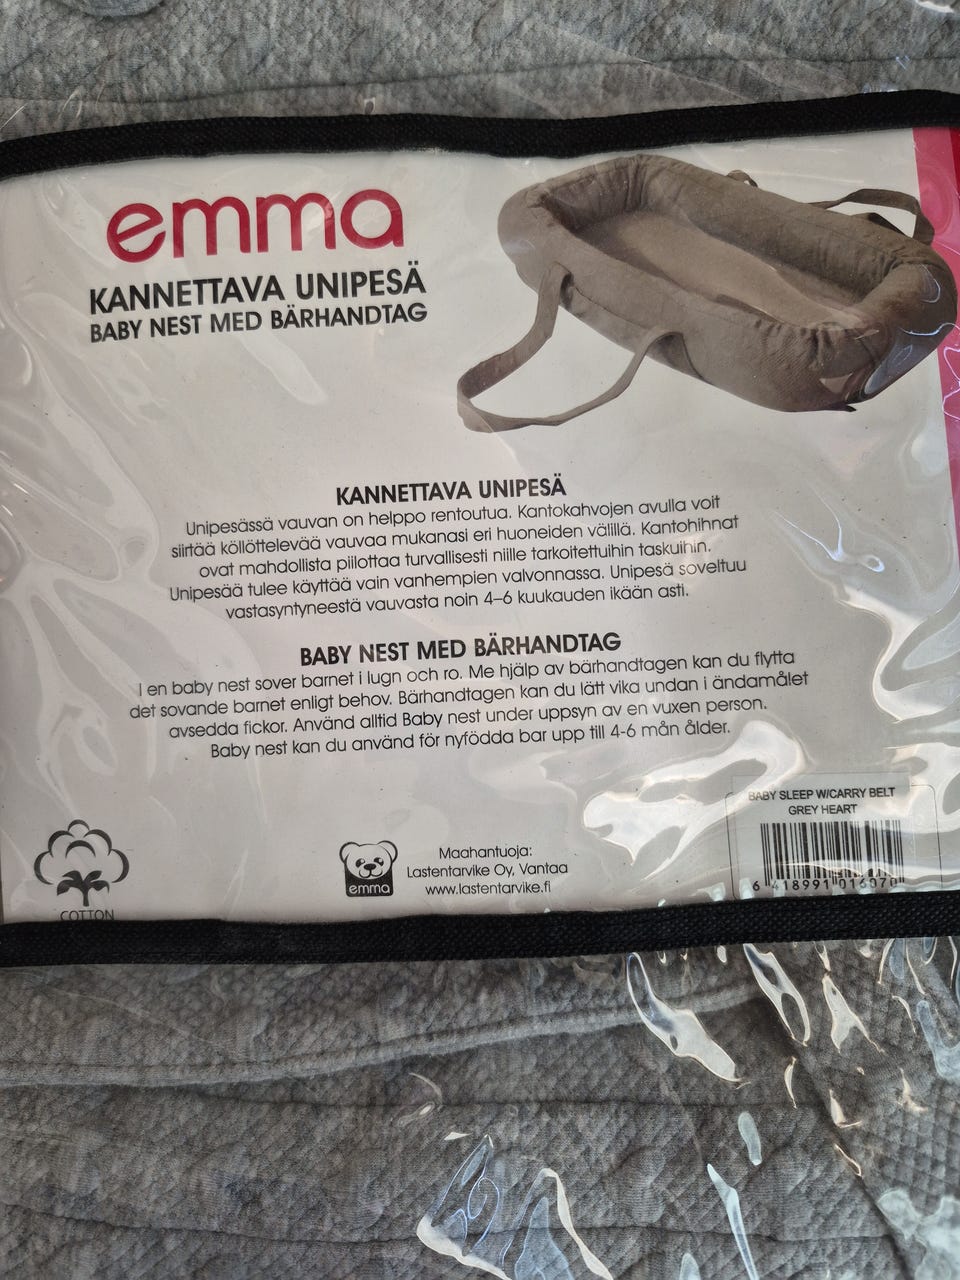 emma
KANNETTAVA UNIPESÄ
BABY NEST MED BÄRHANDTAG
KANNETTAVA UNIPESÄ
Unipesässä vauvan on helppo rentoutua. Kantokahvojen avulla voit
siirtää köllöttelevää vauvaa mukanasi eri huoneiden välillä. Kantohihnat
ovat mahdollista piilottaa turvallisesti niille tarkoitettuihin taskuihin.
Unipesää tulee käyttää vain vanhempien valvonnassa. Unipesä soveltuu
vastasyntyneestä vauvasta noin 4–6 kuukauden ikään asti.
BABY NEST MED BÄRHANDTAG
I en baby nest sover barnet i lugn och ro. Me hjälp av bärhandtagen kan du flytta
det sovande barnet enligt behov. Bärhandtagen kan du lätt vika undan i ändamålet
avsedda fickor. Använd alltid Baby nest under uppsyn av en vuxen person.
Baby nest kan du använd för nyfödda bar upp till 4-6 mån ålder.
COTTON
emma
Maahantuoja:
Lastentarvike Oy, Vantaa
www.lastentarvike.fi
BABY SLEEP W/CARRY BELT
GREY HEART
6 418991 016070